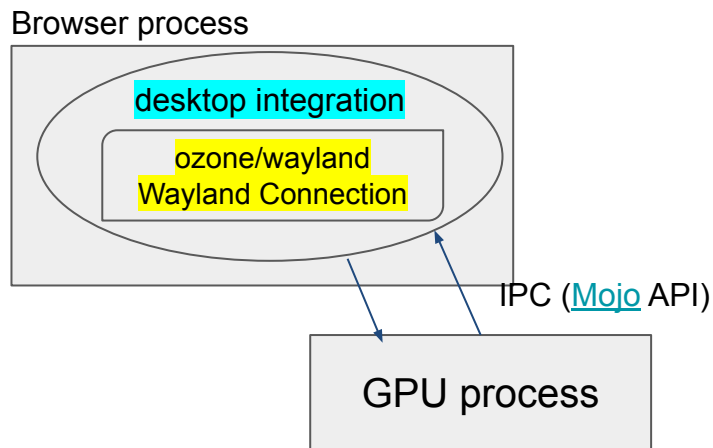 Browser process
desktop integration
ozone/wayland
Wayland Connection
IPC (Mojo API)
GPU process